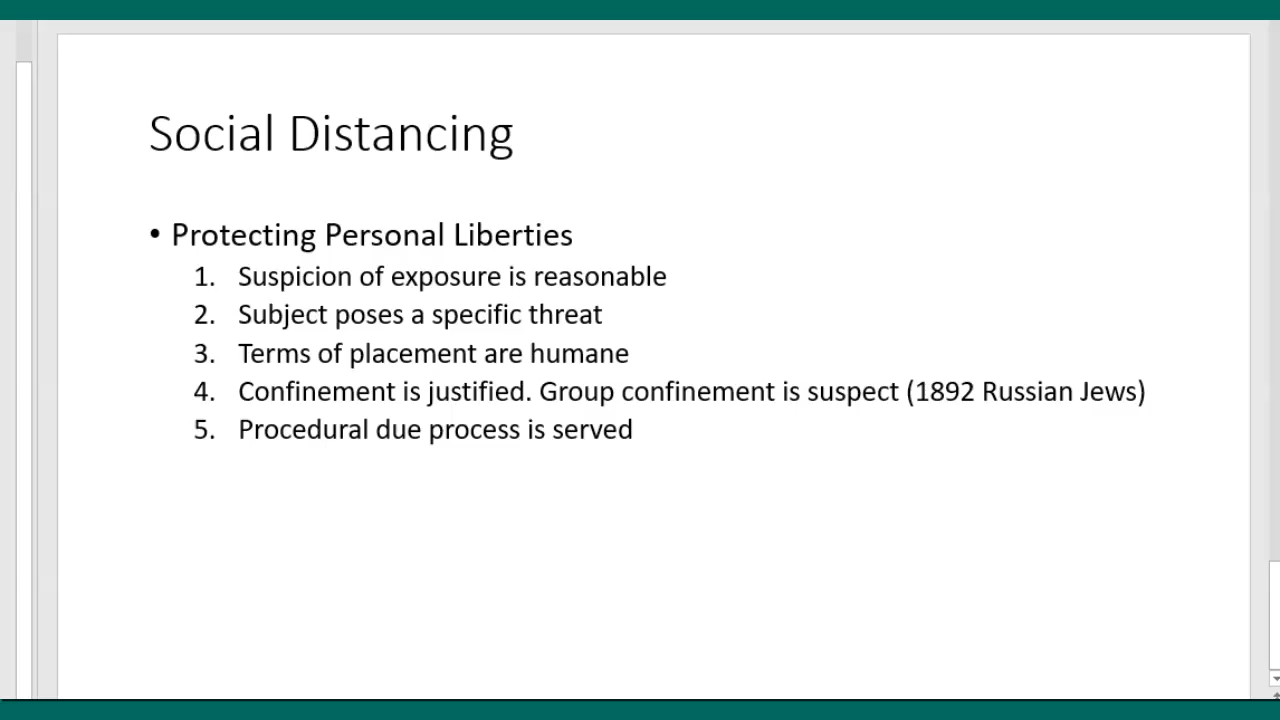 Social Distancing
• Protecting Personal Liberties
1. Suspicion of exposure is reasonable
2. Subject poses a specific threat
3. Terms of placement are humane
4. Confinement is justified. Group confinement is suspect (1892 Russian Jews)
5. Procedural due process is served